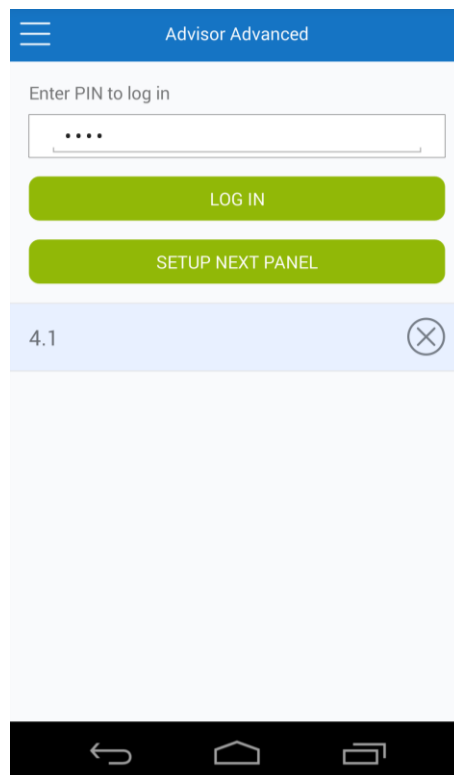 Advisor Advanced
Enter PIN to log in
••••
LOG IN
SETUP NEXT PANEL
4.1